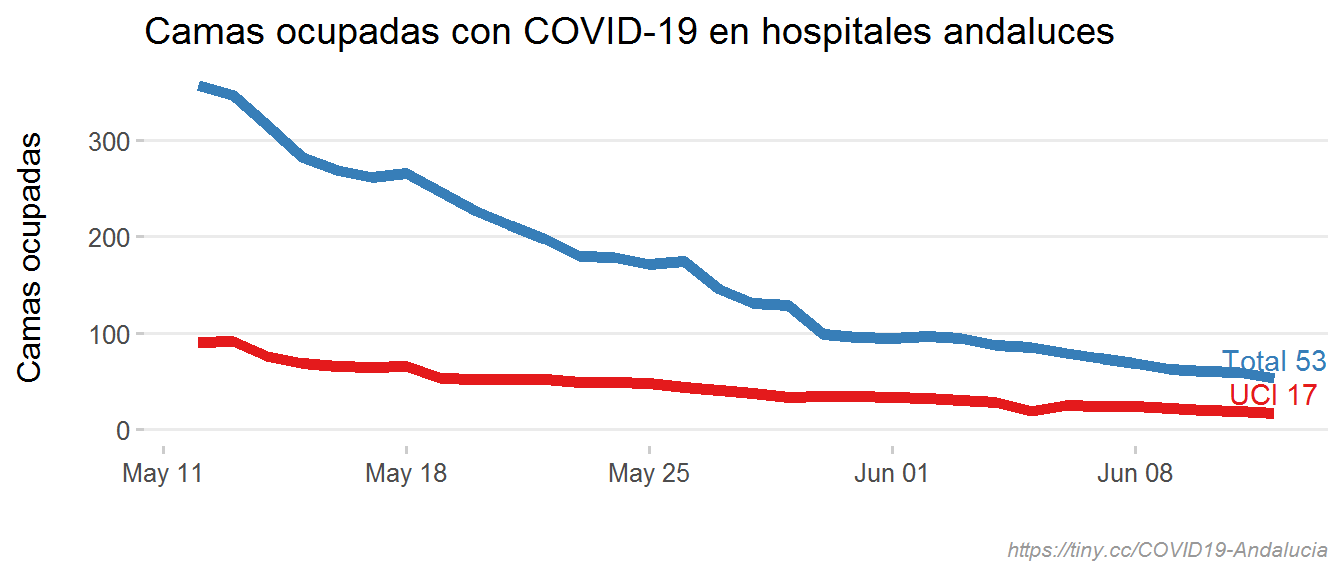 Camas ocupadas con COVID-19 en hospitales andaluces
Camas ocupadas
300
200
100
0
Total 53
UCI 17
May 11 May 18 May 25 Jun 01 Jun 08
https://tiny.cc/COVID19-Andalucia